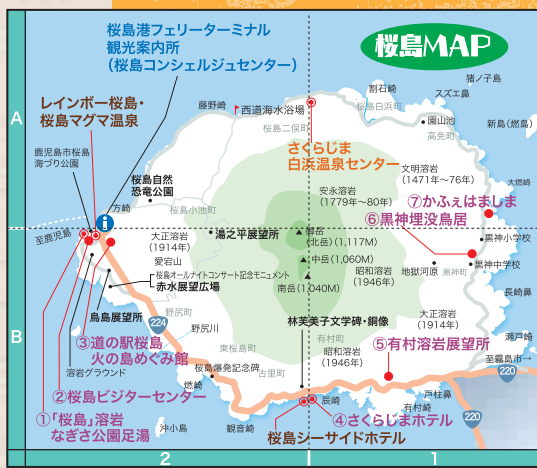 桜島港フェリーターミナル
観光案内所
(桜島コンシェルジュセンター)
桜島MAP
レインボー桜島・
桜島マグマ温泉
鹿児島市桜島
海づり公園
藤野崎
西道海水浴場
桜島二俣町
割石崎
桜島白浜町
猪ノ子島
スズエ鼻
園山池
高免町
新島(燃島)
A
さくらじま
白浜温泉センター
文明溶岩
(1471年〜76年)
安永溶岩
(1779年〜80年)
大燃崎
桜島自然
恐竜公園
桜島小池町
⑦かふぇはましま
⑥黒神埋没鳥居
方崎
i
至鹿児島
大正溶岩
(1914年)
湯之平展望所
御岳
(北岳)(1,117M)
中岳(1,060M)
南岳(1,040M)
昭和溶岩
(1946年)
地獄河原
黒神町
黒神小学校
黒神中学校
愛宕山
桜島オールナイトコンサート記念モニュメント
赤水展望広場
長崎鼻
烏島展望所
野尻町
224
野尻川
林芙美子文学碑・銅像
大正溶岩
(1914年)
B
③道の駅桜島
火の島めぐみ館
溶岩グラウンド
東桜島町
有村町
昭和溶岩
(1946年)
⑤有村溶岩展望所
瀬戸崎
至霧島市→
220
桜島爆発記念碑
古里町
②桜島ビジターセンター
燃崎
戸柱鼻
①「桜島」溶岩
なぎさ公園足湯
辰崎
④さくらじまホテル
有村崎
220
沖小島
観音崎
桜島シーサイドホテル
2
1